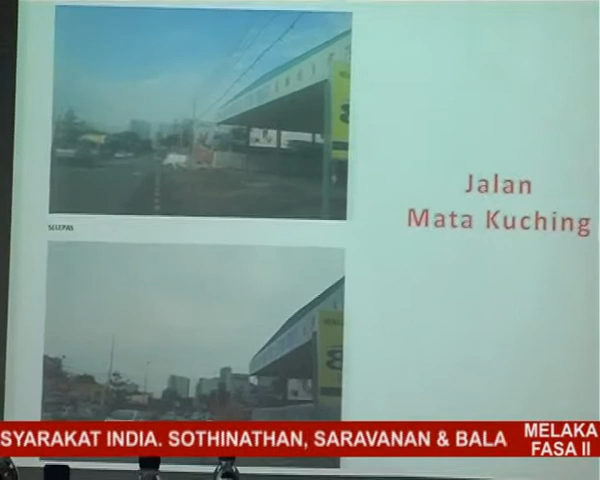 Jalan
Mata Kuching
SELEPAS
SYARAKAT INDIA. SOTHINATHAN, SARAVANAN & BALA
MELAKA
FASA II